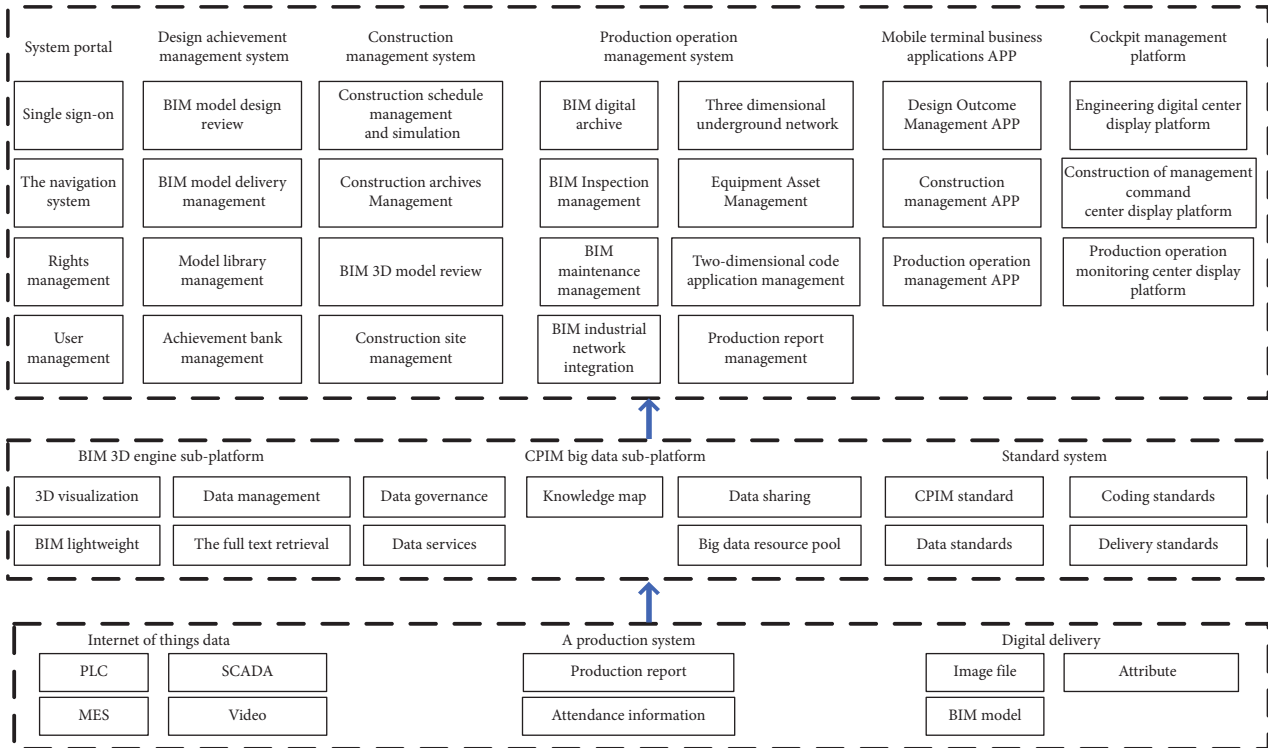 System portal
Design achievement
management system
Construction
management system
Production operation
management system
Mobile terminal business
applications APP
Cockpit management
platform
Single sign-on
BIM model design
review
Construction schedule
management
and simulation
BIM digital
archive
Three dimensional
underground network
Design Outcome
Management APP
Engineering digital center
display platform
The navigation
system
BIM model delivery
management
Construction archives
Management
BIM Inspection
management
Equipment Asset
Management
Construction
management APP
Construction of management
command
center display platform
Rights
management
Model library
management
BIM 3D model review
BIM
maintenance
management
Two-dimensional code
application management
Production operation
management APP
Production operation
monitoring center display
platform
User
management
Achievement bank
management
Construction site
management
BIM industrial
network
integration
Production report
management
BIM 3D engine sub-platform
CPIM big data sub-platform
Standard system
3D visualization
Data management
Data governance
Knowledge map
Data sharing
CPIM standard
Coding standards
BIM lightweight
The full text retrieval
Data services
Big data resource pool
Data standards
Delivery standards
Internet of things data
A production system
Digital delivery
PLC
SCADA
Production report
Image file
Attribute
MES
Video
Attendance information
BIM model